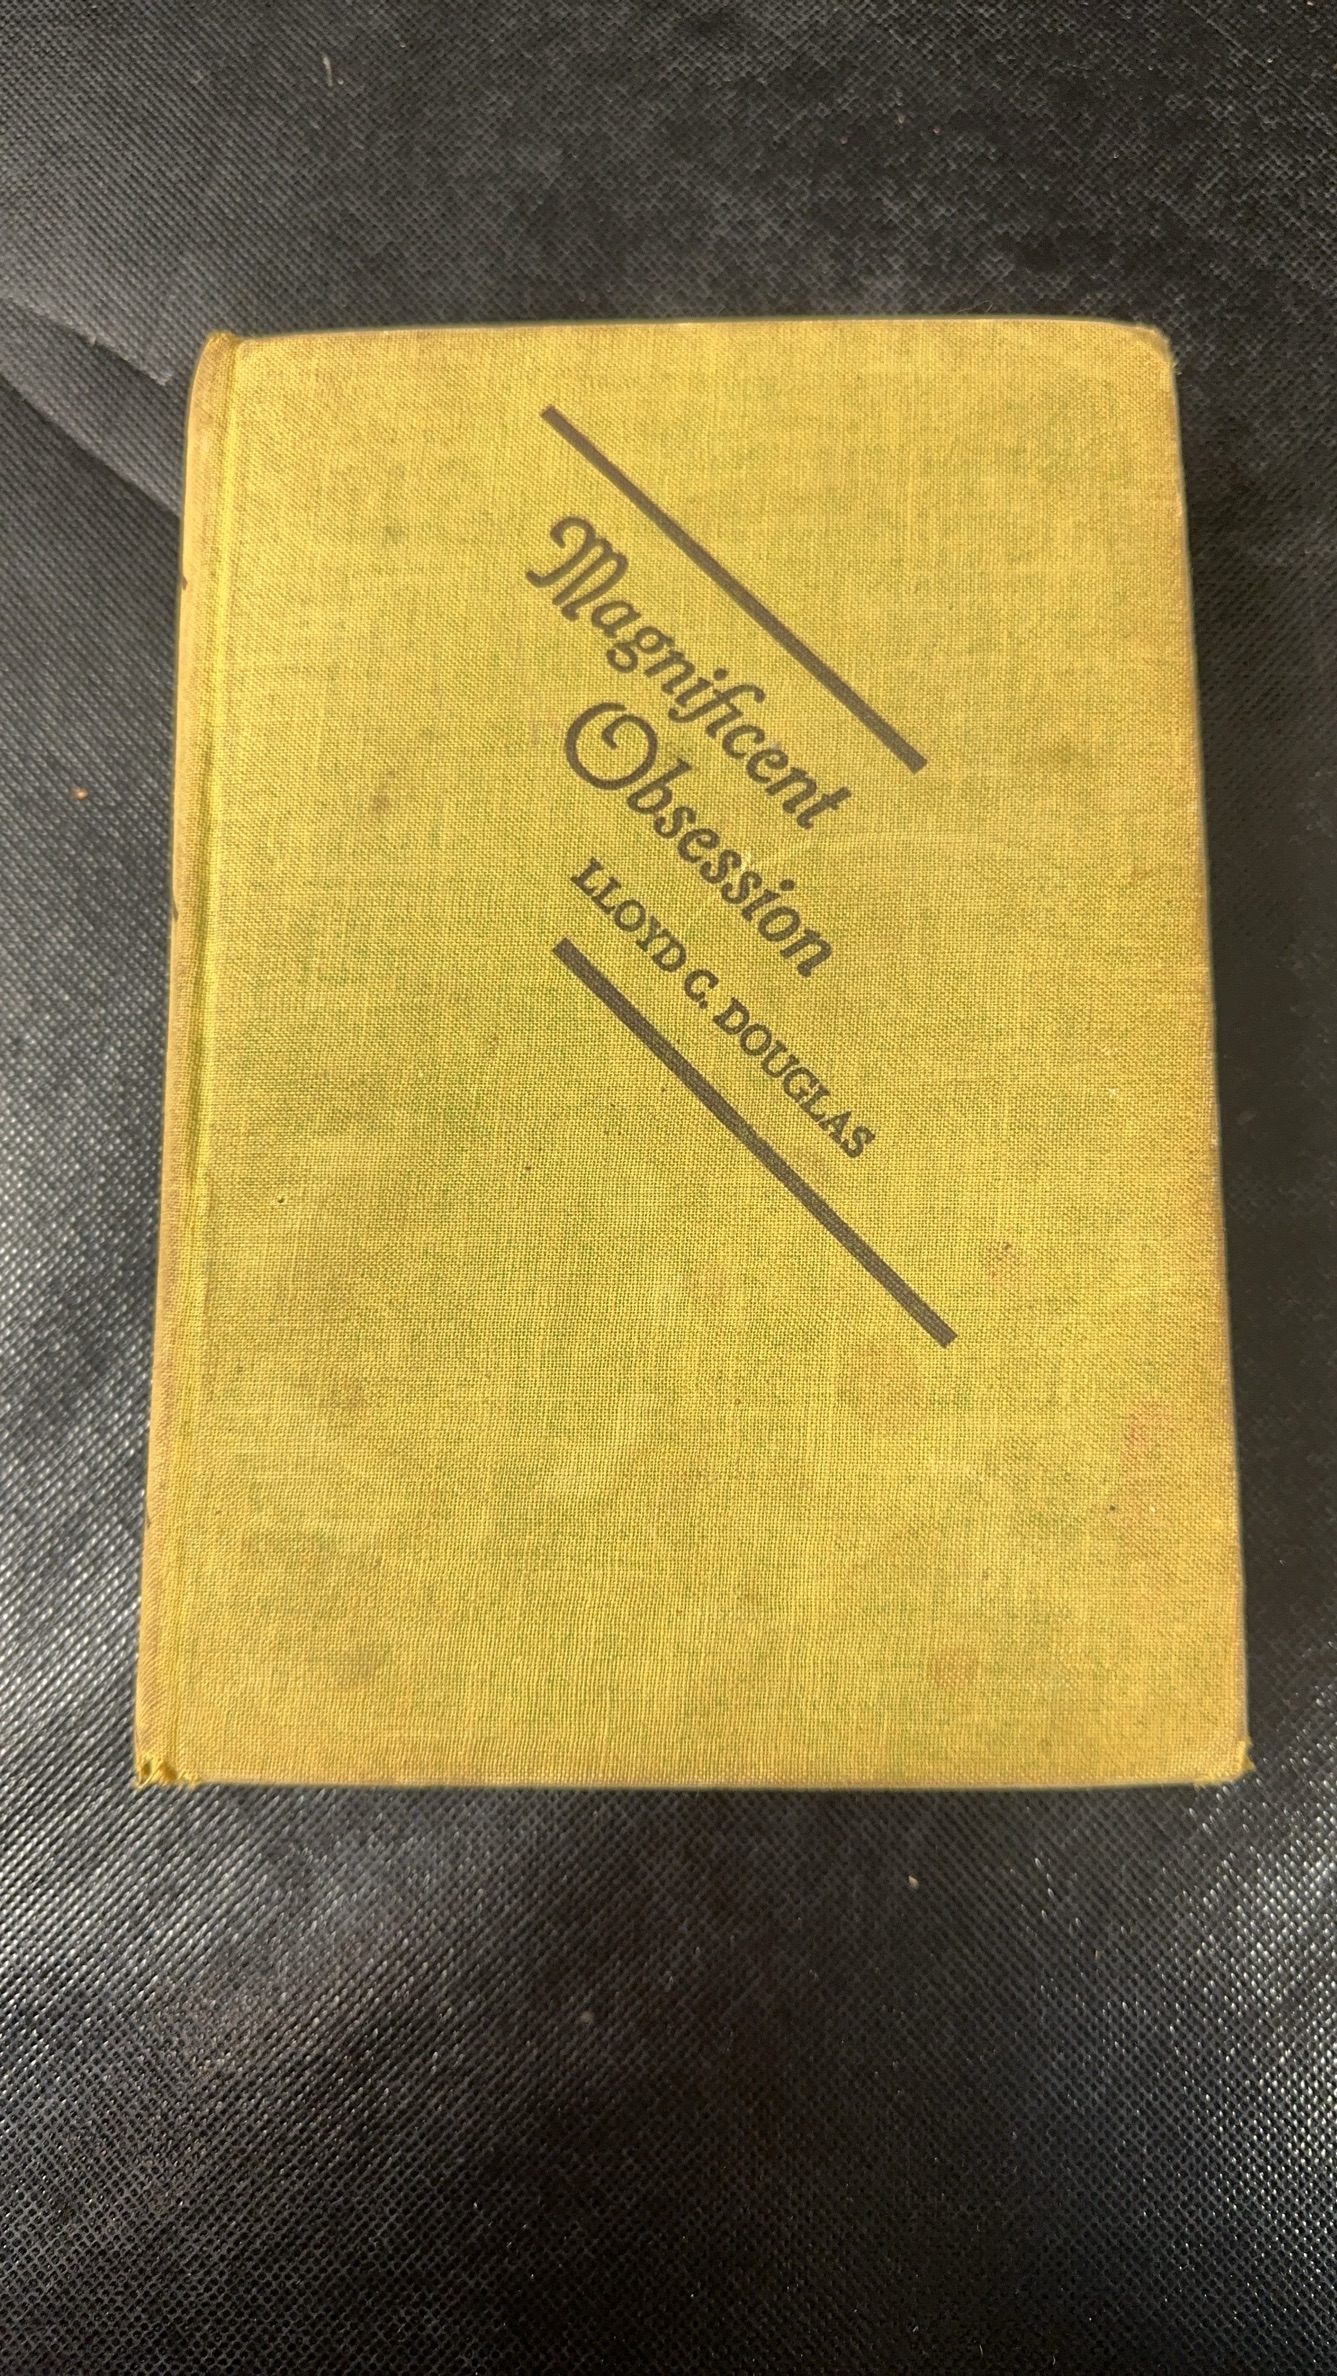 Magnificent
Obsession
LLOYD C. DOUGLAS